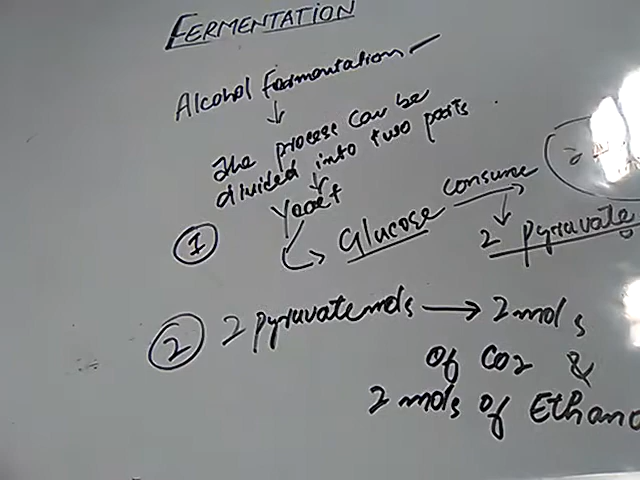 FERMENTATION
Alcohol Fermentation
The process can be
divided into two parts
Yeast
1 Glucose consume
2 Pyruvate
2 2 Pyruvate mols → 2 mols
of CO2 &
2 mols of Ethano